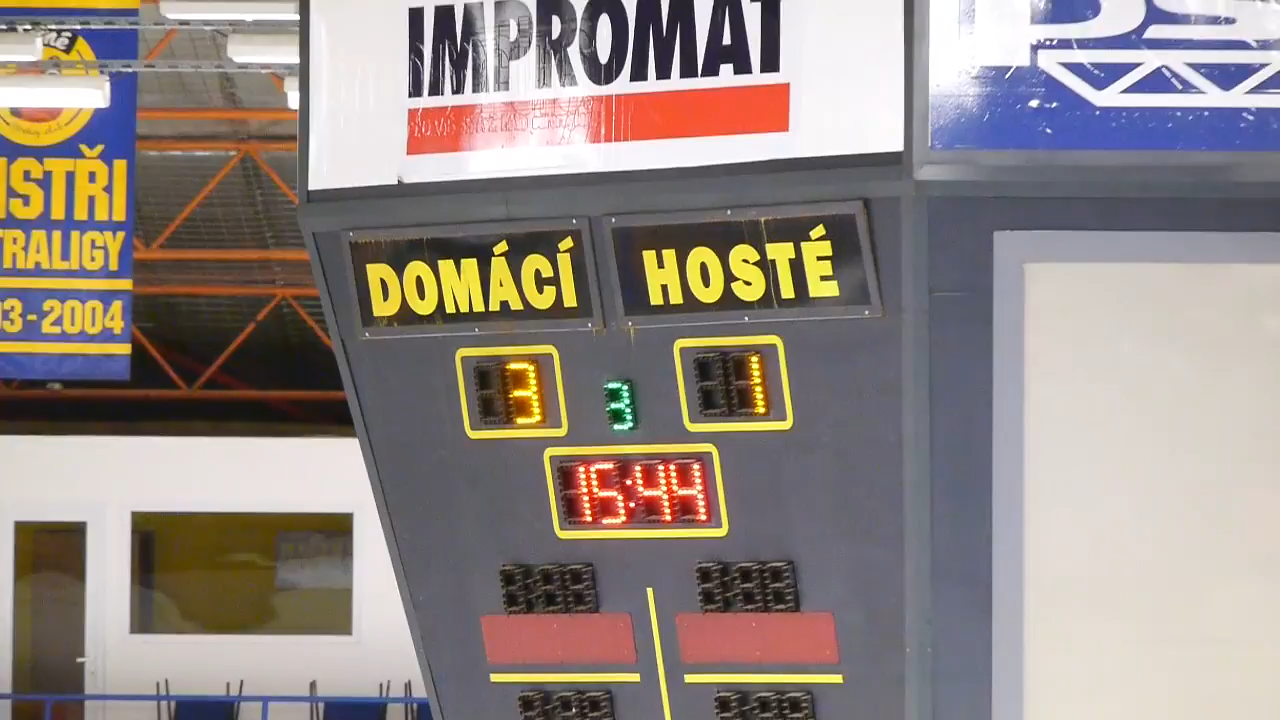 IMPROMAT
ISTŘI
TRALIGY
03-2004
DOMÁCÍ
HOSTÉ
3
3
1
15:44